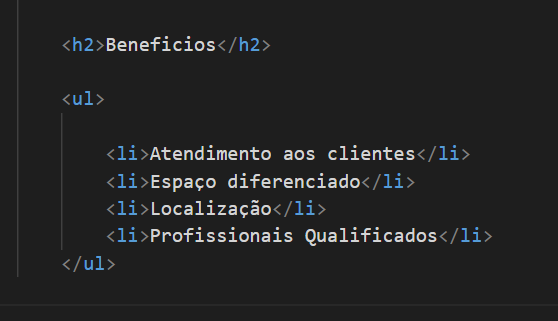 <h2>Beneficios</h2>
<ul>
<li>Atendimento aos clientes</li>
<li>Espaço diferenciado</li>
<li>Localização</li>
<li>Profissionais Qualificados</li>
</ul>